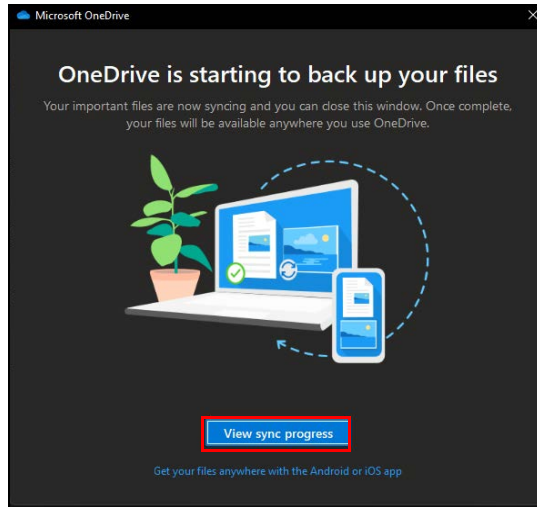 Microsoft OneDrive
OneDrive is starting to back up your files
Your important files are now syncing and you can close this window. Once complete,
your files will be available anywhere you use OneDrive.
View sync progress
Get your files anywhere with the Android or iOS app